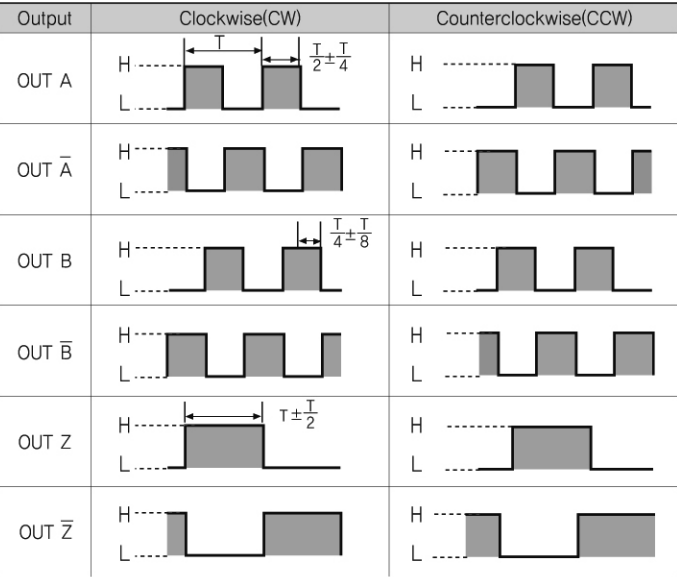 Output Clockwise(CW) Counterclockwise(CCW)
OUT A H L T T/2±T/4 H L
OUT A̅ H L H L
OUT B H L T/4±T/8 H L
OUT B̅ H L H L
OUT Z H L T±T/2 H L
OUT Z̅ H L H L